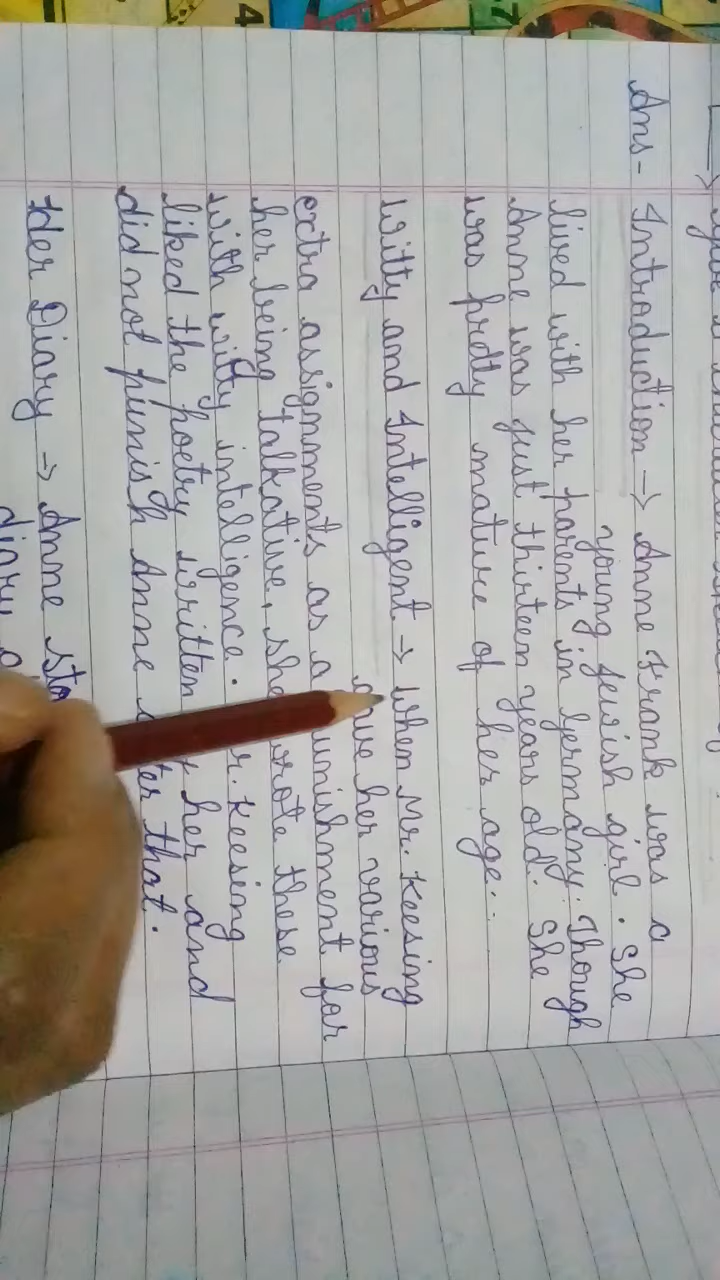 Ans- Introduction → Anne Frank was a
young jewish girl. She
lived with her parents in Germany. Though
Anne was just thirteen years old. She
was pretty mature of her age..
Witty and Intelligent → When Mr. Keesing
her various
extra assignments as a punishment for
her being talkative, she wrote these
with witty intelligence. Keesing
liked the poetry written her and
did not punish Anne that.
Her Diary → Anne
diary